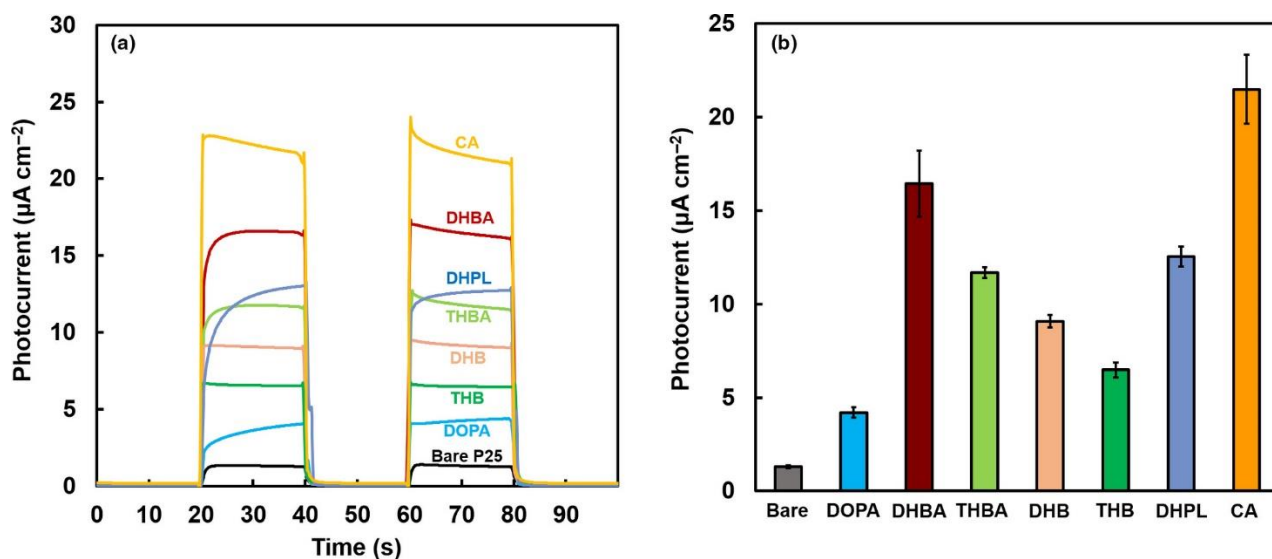 (a)
Photocurrent (µA cm⁻²)
30
25
20
15
10
5
0
CA
DHBA
DHPL
THBA
DHB
THB
DOPA
Bare P25
0 10 20 30 40 50 60 70 80 90
Time (s)
(b)
Photocurrent (µA cm⁻²)
25
20
15
10
5
0
Bare DOPA DHBA THBA DHB THB DHPL CA